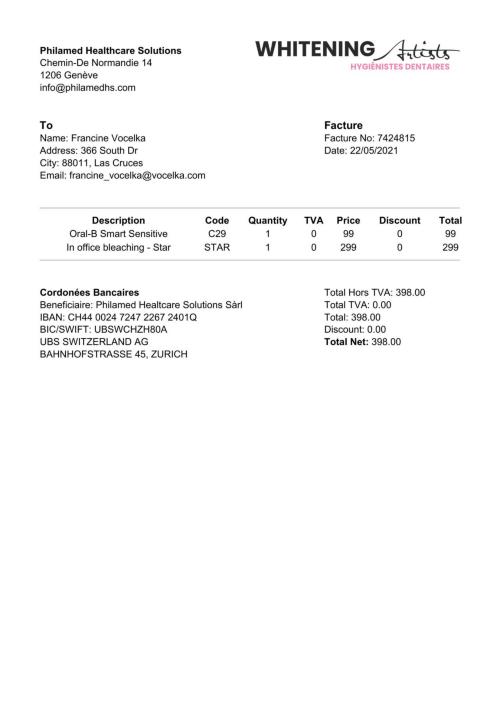 Philamed Healthcare Solutions
Chemin-De Normandie 14
1206 Genève
info@philamedhs.com
WHITENING Artists
HYGIÉNISTES DENTAIRES
To
Name: Francine Vocelka
Address: 366 South Dr
City: 88011, Las Cruces
Email: francine_vocelka@vocelka.com
Facture
Facture No: 7424815
Date: 22/05/2021
Description Code Quantity TVA Price Discount Total
Oral-B Smart Sensitive C29 1 0 99 0 99
In office bleaching - Star STAR 1 0 299 0 299
Cordonées Bancaires
Beneficiaire: Philamed Healtcare Solutions Sàrl
IBAN: CH44 0024 7247 2267 2401Q
BIC/SWIFT: UBSWCHZH80A
UBS SWITZERLAND AG
BAHNHOFSTRASSE 45, ZURICH
Total Hors TVA: 398.00
Total TVA: 0.00
Total: 398.00
Discount: 0.00
Total Net: 398.00